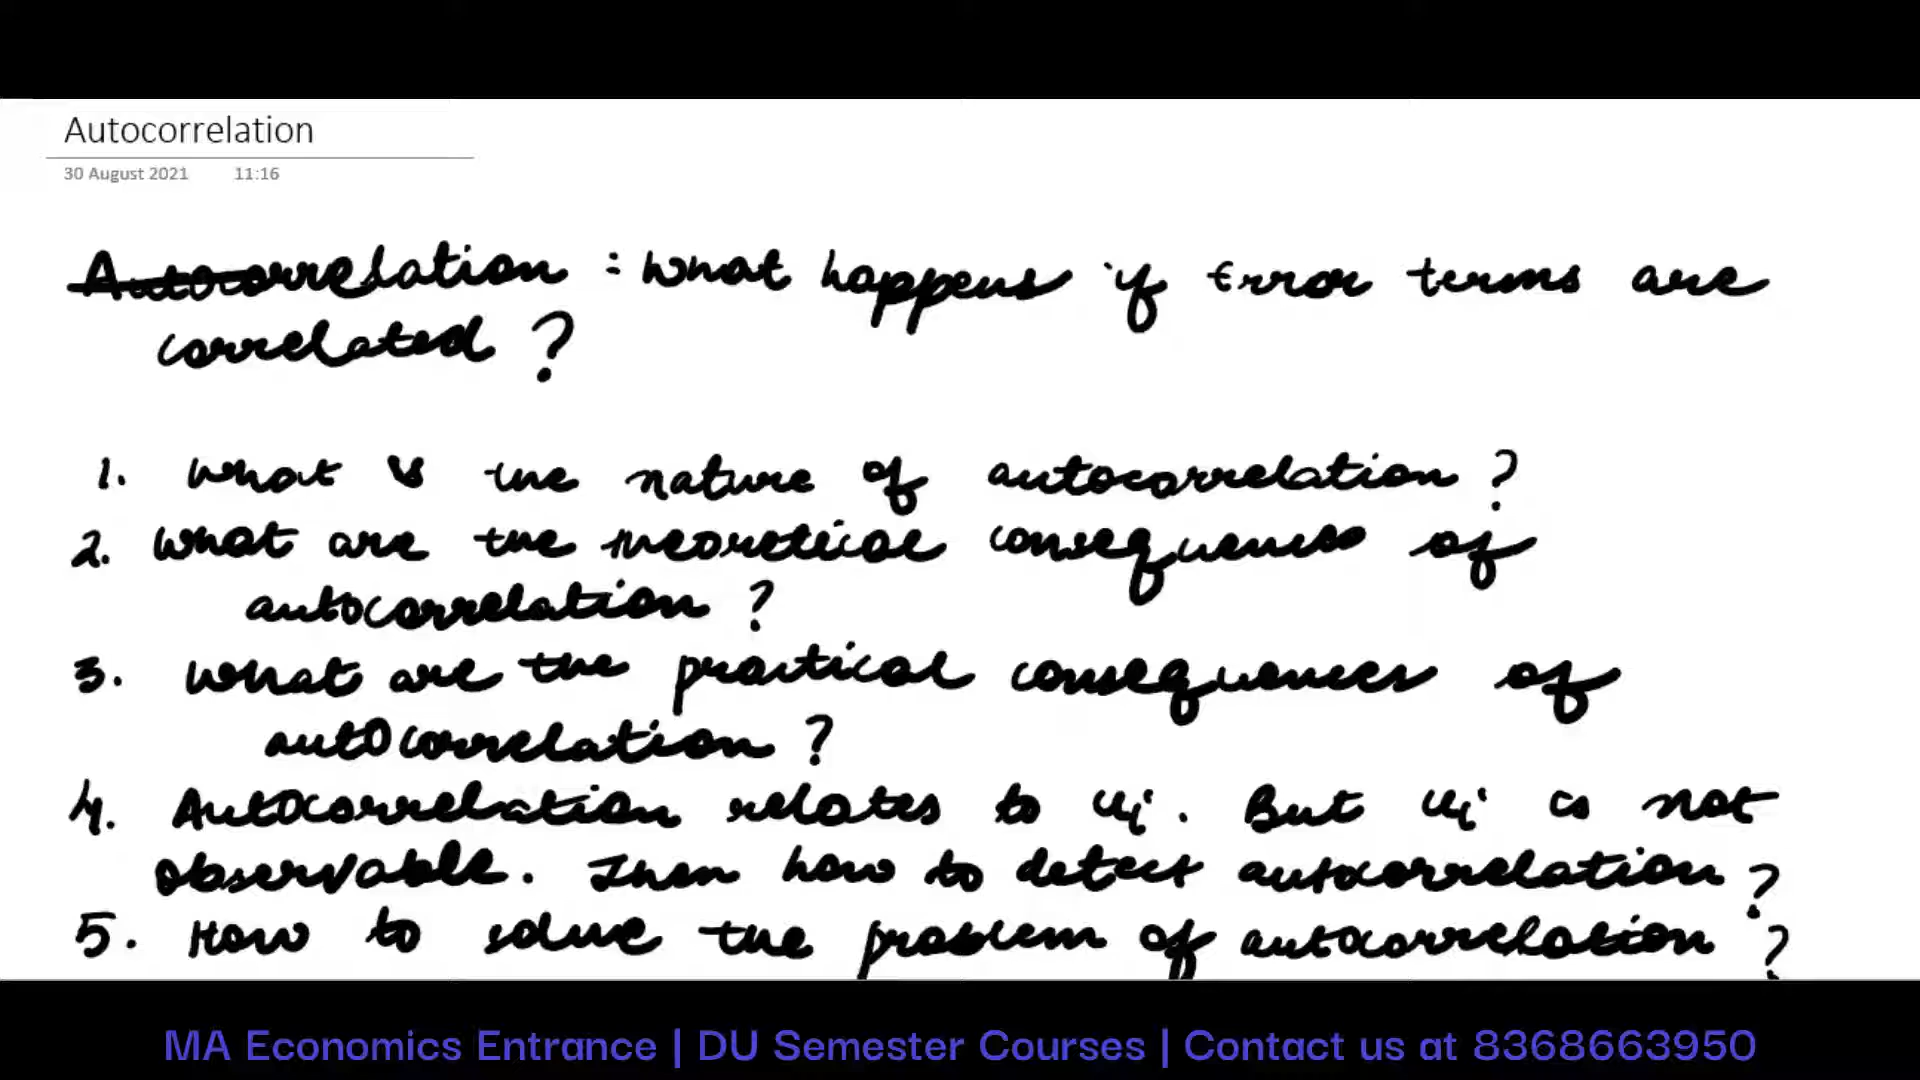 Autocorrelation
30 August 2021 11:16
Autocorrelation : What happens if Error terms are
correlated ?
1. What is the nature of autocorrelation ?
2. What are the theoretical consequences of
autocorrelation ?
3. What are the practical consequences of
autocorrelation ?
4. Autocorrelation relates to ui . But ui is not
observable. Then how to detect autocorrelation ?
5. How to solve the problem of autocorrelation ?
MA Economics Entrance | DU Semester Courses | Contact us at 8368663950